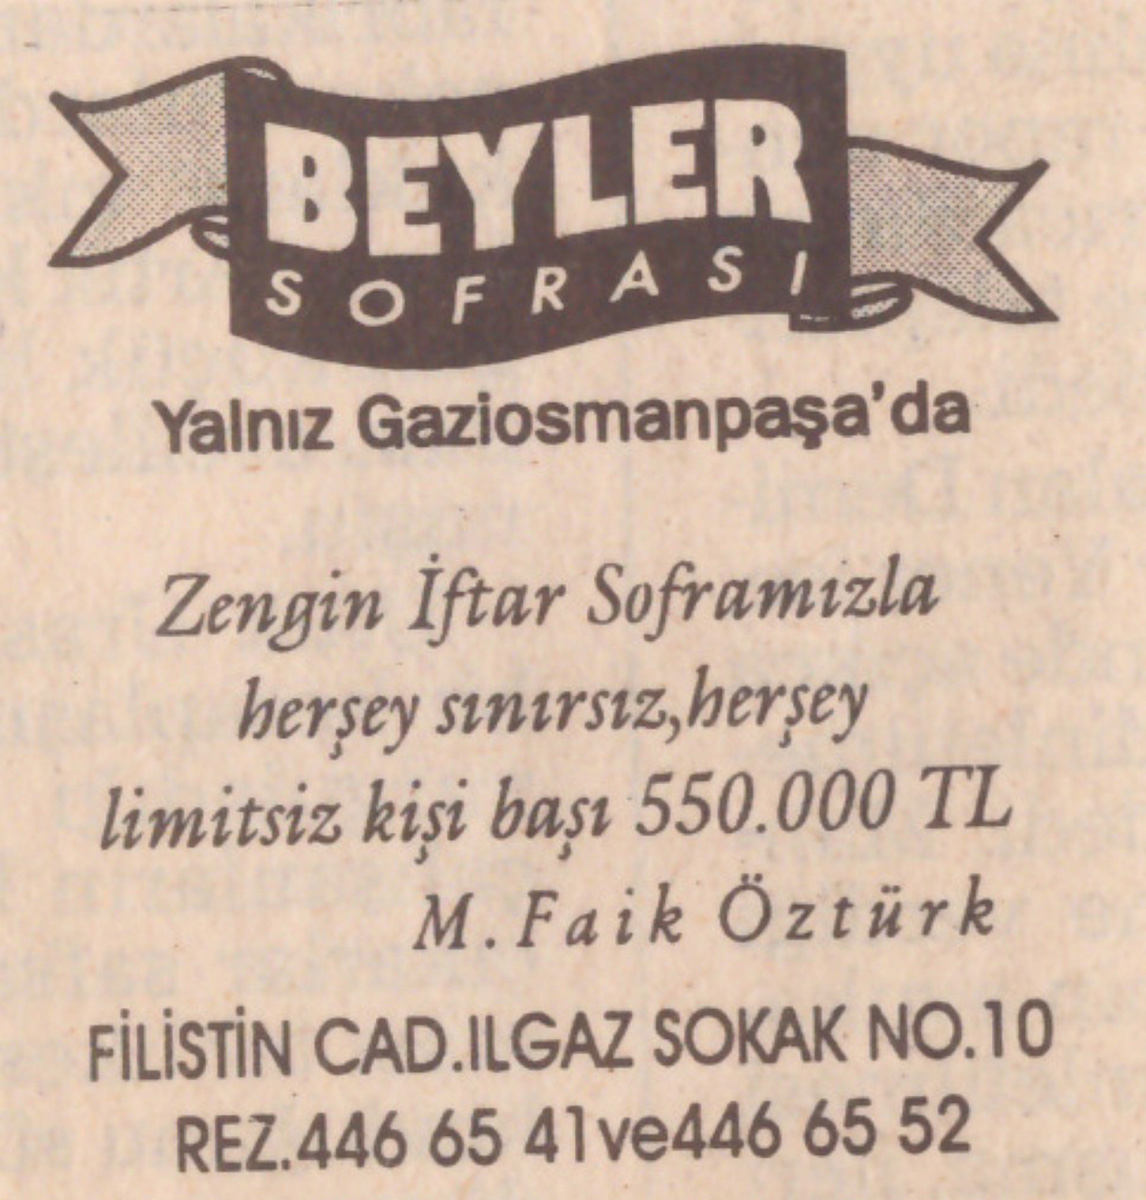 BEYLER
SOFRASI
Yalnız Gaziosmanpaşa'da
Zengin İftar Soframızla
herşey sınırsız,herşey
limitsiz kişi başı 550.000 TL
M.Faik Öztürk
FİLİSTİN CAD.ILGAZ SOKAK NO.10
REZ.446 65 41ve446 65 52